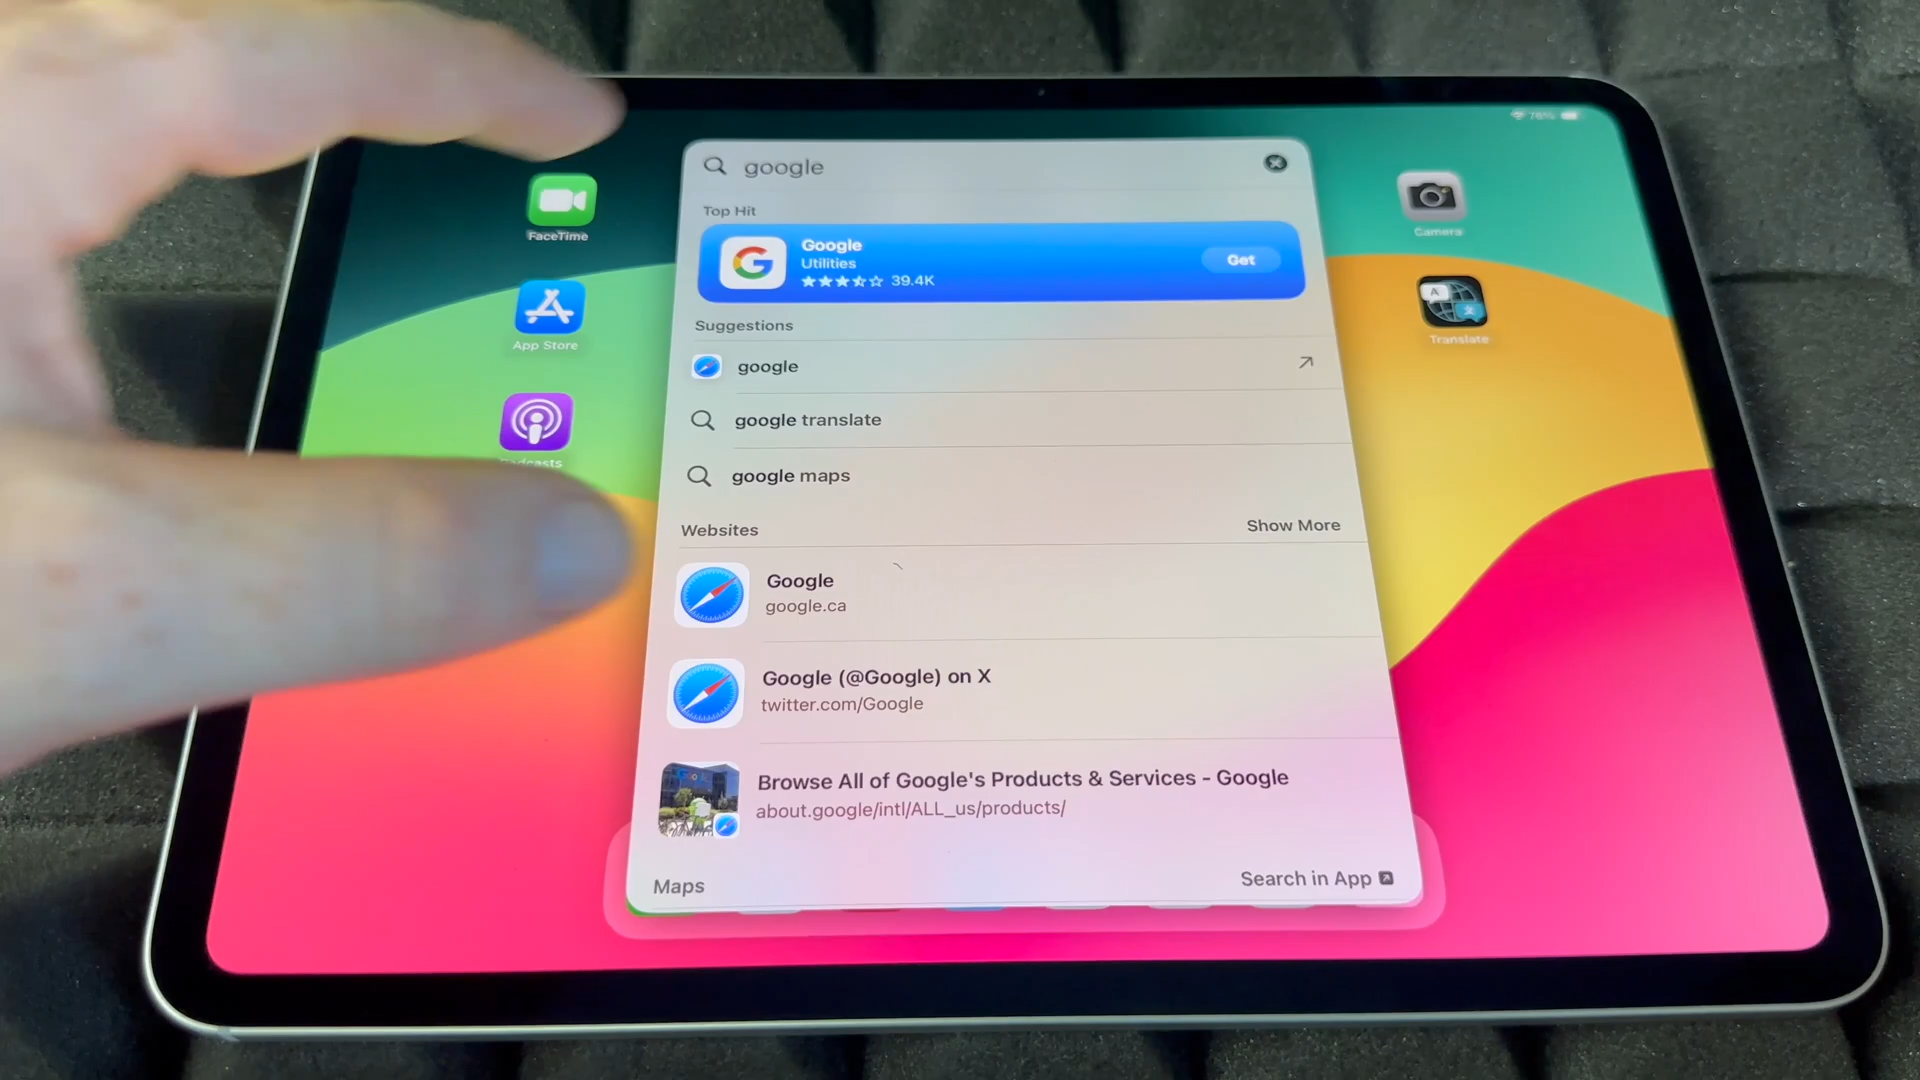 76%
google
Top Hit
Google
Utilities
39.4K
Get
Suggestions
google
google translate
google maps
Websites
Show More
Google
google.ca
Google (@Google) on X
twitter.com/Google
Browse All of Google's Products & Services - Google
about.google/intl/ALL_us/products/
Maps
Search in App
FaceTime
App Store
Podcasts
Camera
Translate